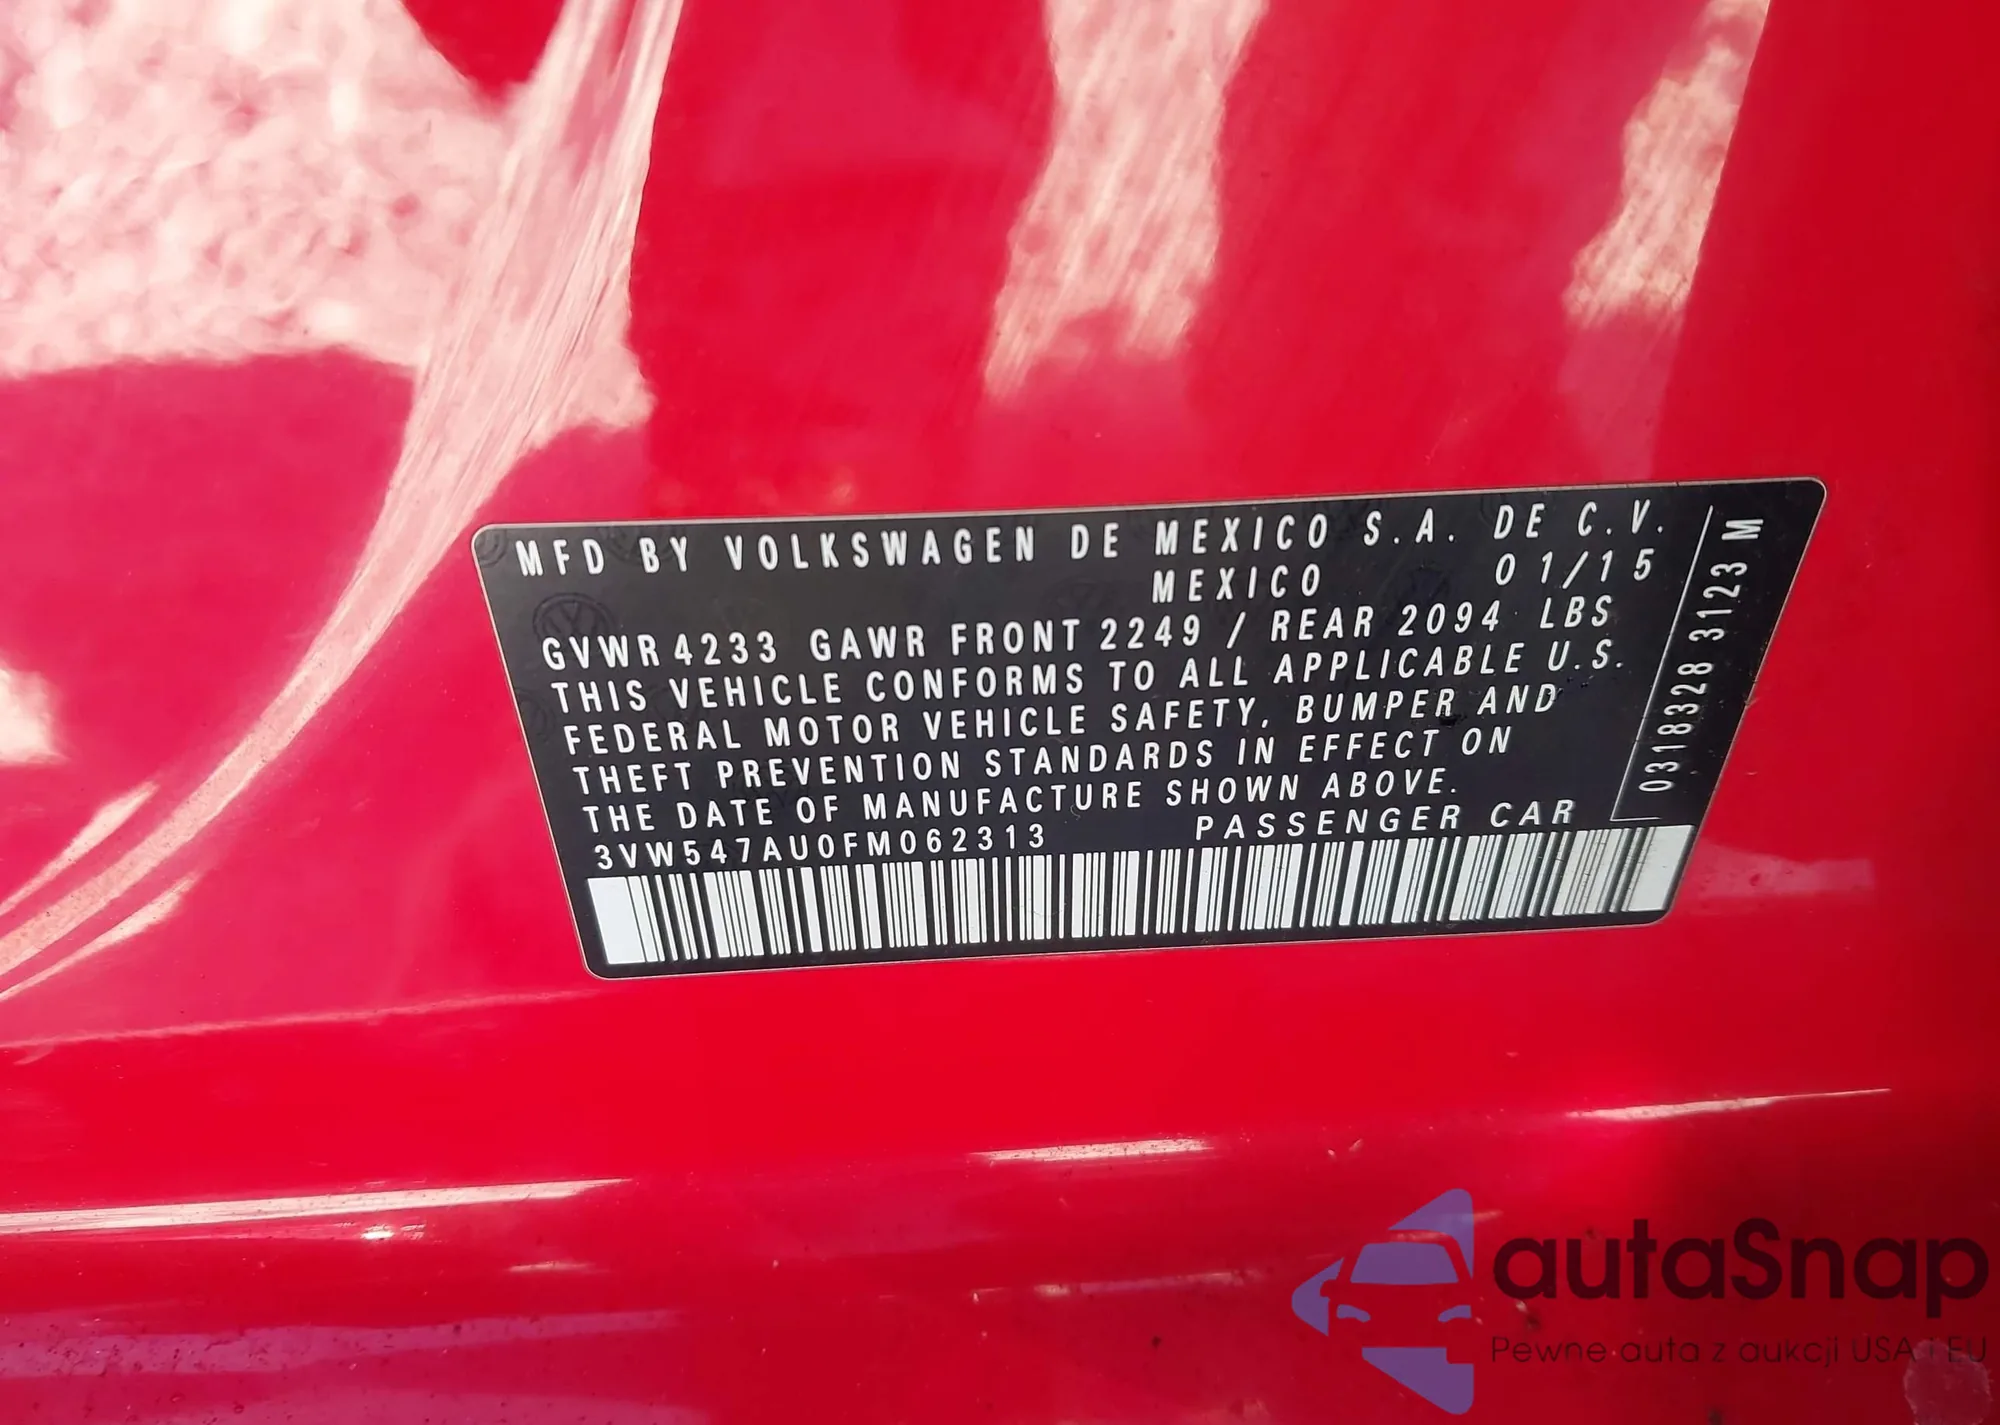 MFD BY VOLKSWAGEN DE MEXICO S.A. DE C.V.
MEXICO 01/15
GVWR 4233 GAWR FRONT 2249 / REAR 2094 LBS
THIS VEHICLE CONFORMS TO ALL APPLICABLE U.S.
FEDERAL MOTOR VEHICLE SAFETY, BUMPER AND
THEFT PREVENTION STANDARDS IN EFFECT ON
THE DATE OF MANUFACTURE SHOWN ABOVE.
3VW547AU0FM062313 PASSENGER CAR
0318328 3123 M
autaSnap
Pewne auta z aukcji USA i EU